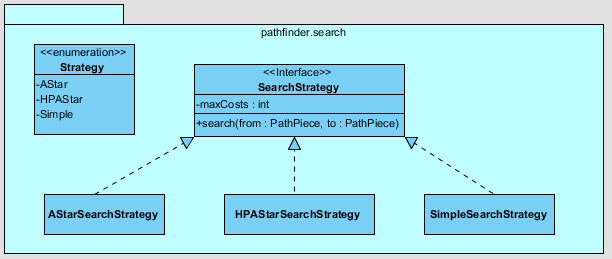 pathfinder.search
<<enumeration>>
Strategy
-AStar
-HPAStar
-Simple
<<Interface>>
SearchStrategy
-maxCosts : int
+search(from : PathPiece, to : PathPiece)
AStarSearchStrategy
HPAStarSearchStrategy
SimpleSearchStrategy